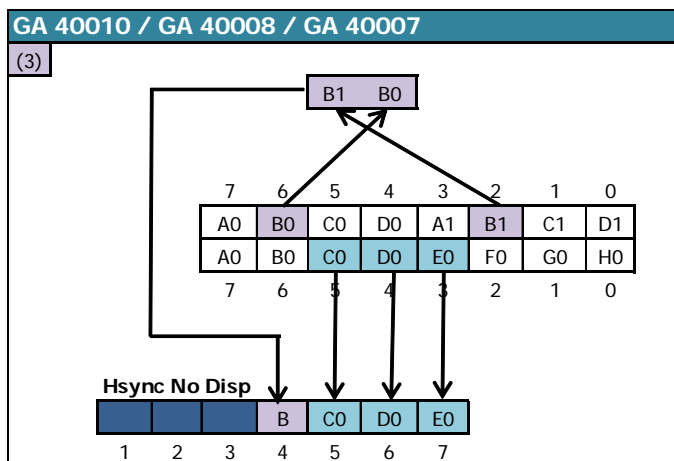 GA 40010 / GA 40008 / GA 40007
(3)
B1 B0
7 6 5 4 3 2 1 0
A0 B0 C0 D0 A1 B1 C1 D1
A0 B0 C0 D0 E0 F0 G0 H0
7 6 5 4 3 2 1 0
Hsync No Disp
B C0 D0 E0
1 2 3 4 5 6 7